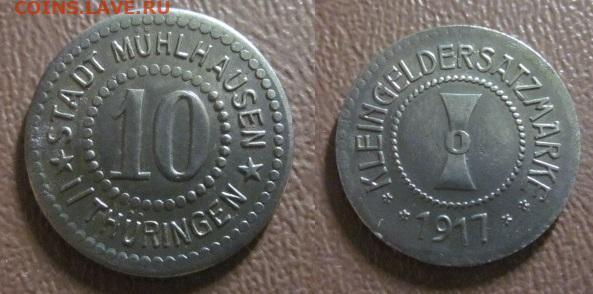 COINS.LAVE.RU
STADT MÜHLHAUSEN
10
I/THÜRINGEN
KLEINGELDERSATZMARKE
1917